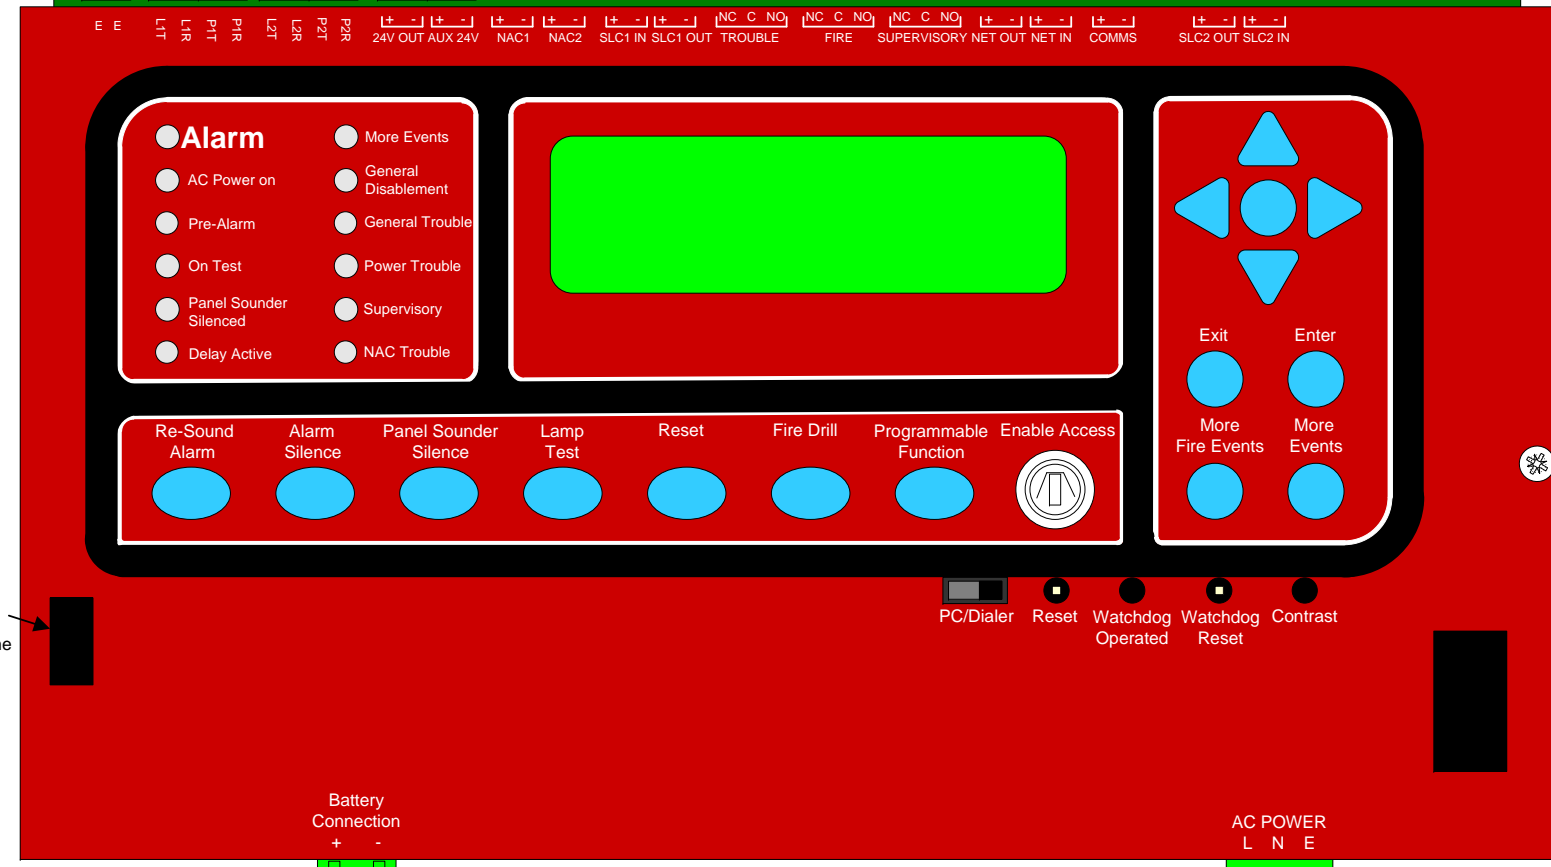 E E L1T L1R P1T P1R L2T L2R P2T P2R + - + - + - + - + - + - NC C NO NC C NO NC C NO + - + - + - + - + -
24V OUT AUX 24V NAC1 NAC2 SLC1 IN SLC1 OUT TROUBLE FIRE SUPERVISORY NET OUT NET IN COMMS SLC2 OUT SLC2 IN
Alarm
AC Power on
Pre-Alarm
On Test
Panel Sounder
Silenced
Delay Active
More Events
General
Disablement
General Trouble
Power Trouble
Supervisory
NAC Trouble
Exit
Enter
More
Fire Events
More
Events
Re-Sound
Alarm
Alarm
Silence
Panel Sounder
Silence
Lamp
Test
Reset
Fire Drill
Programmable
Function
Enable Access
PC/Dialer
Reset
Watchdog
Operated
Watchdog
Reset
Contrast
Battery
Connection
+ -
AC POWER
L N E